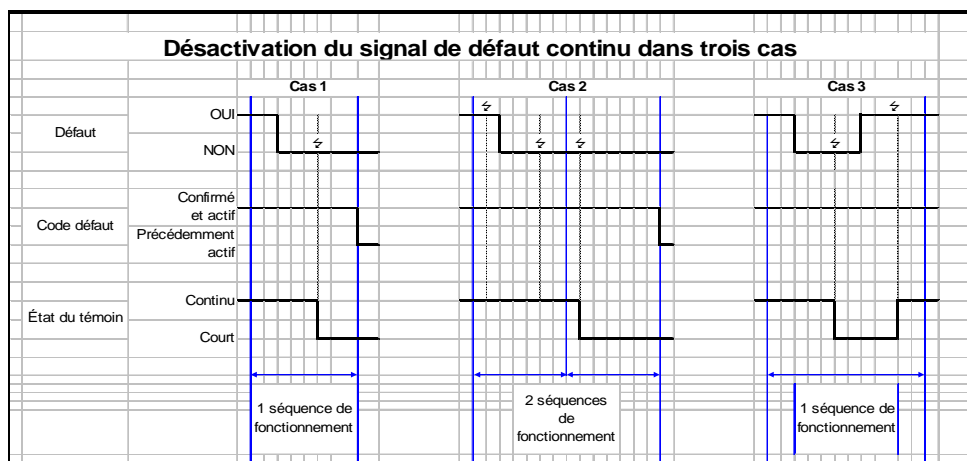 Désactivation du signal de défaut continu dans trois cas
Cas 1
Cas 2
Cas 3
Défaut
OUI
NON
Code défaut
Confirmé
et actif
Précédemment
actif
État du témoin
Continu
Court
1 séquence de
fonctionnement
2 séquences
de
fonctionnement
1 séquence de
fonctionnement